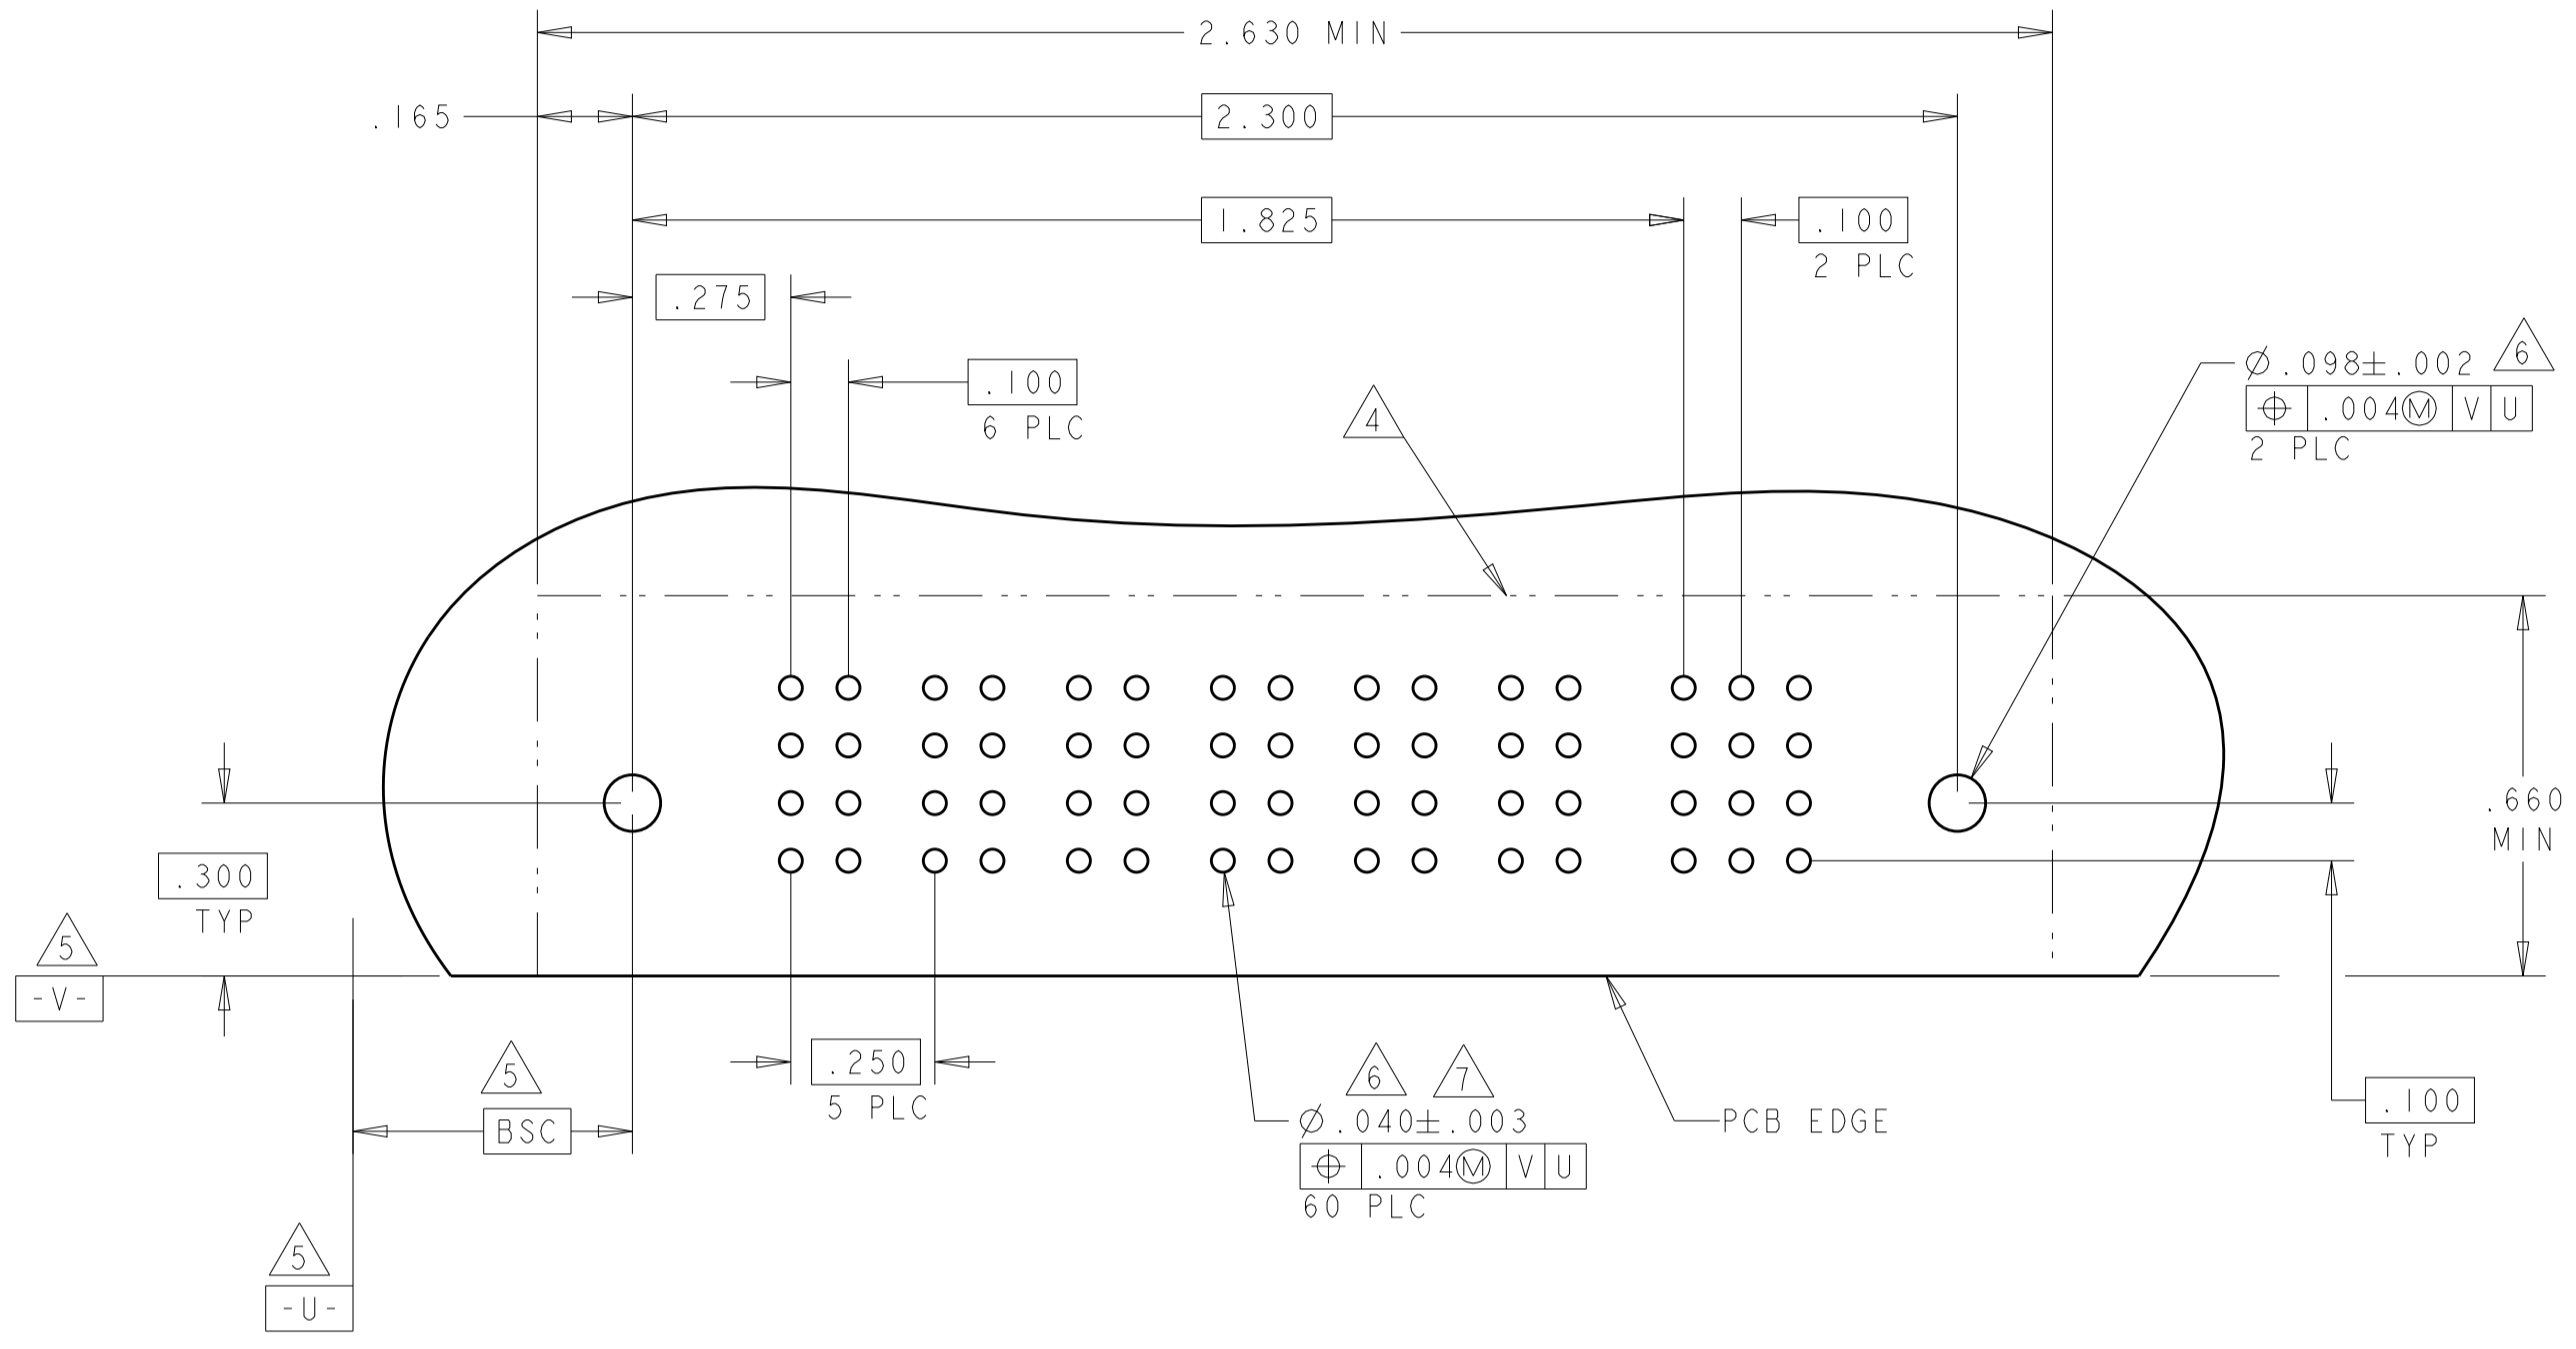 2.630 MIN
.165
2.300
1.825
.100
2 PLC
.275
.100
6 PLC
4
⌀.098±.002 6
⌖ .004Ⓜ V U
2 PLC
.660
MIN
.300
TYP
5
-V-
.250
5 PLC
5
BSC
6 7
⌀.040±.003
⌖ .004Ⓜ V U
60 PLC
PCB EDGE
.100
TYP
5
-U-